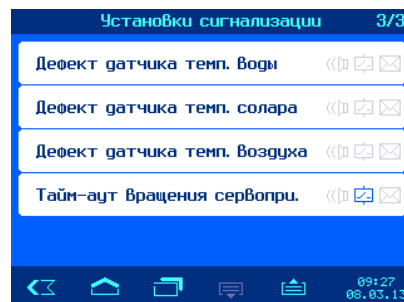 Установки сигнализации 3/3
Дефект датчика темп. воды
Дефект датчика темп. солара
Дефект датчика темп. воздуха
Тайм-аут вращения сервопри.
09:27
08.03.13